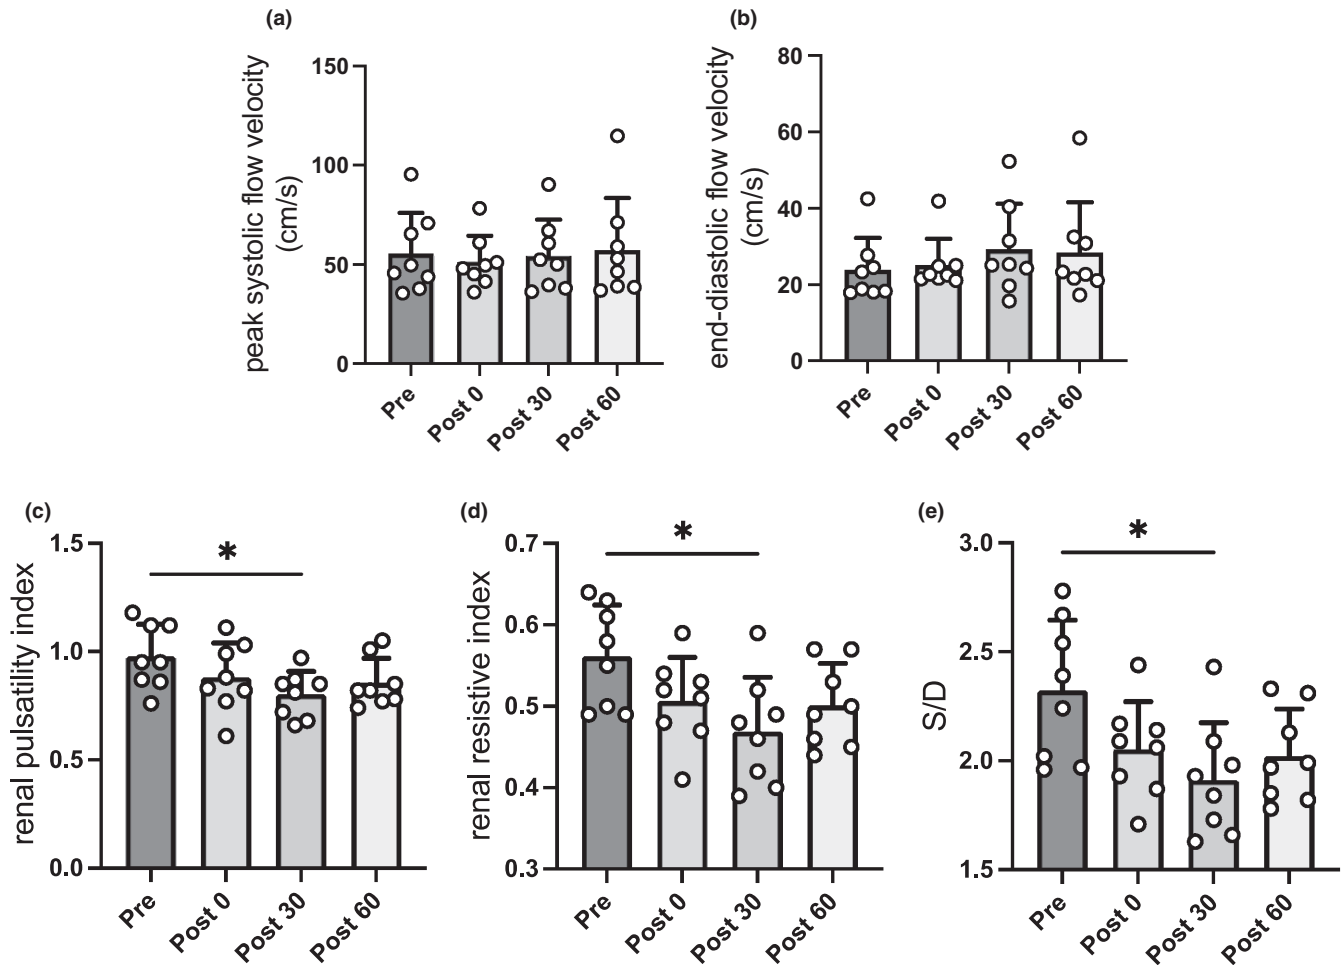 (a)
peak systolic flow velocity
(cm/s)
150
100
50
0
Pre
Post 0
Post 30
Post 60
(b)
end-diastolic flow velocity
(cm/s)
80
60
40
20
0
Pre
Post 0
Post 30
Post 60
(c)
renal pulsatility index
1.5
1.0
0.5
0.0
*
Pre
Post 0
Post 30
Post 60
(d)
renal resistive index
0.7
0.6
0.5
0.4
0.3
*
Pre
Post 0
Post 30
Post 60
(e)
S/D
3.0
2.5
2.0
1.5
*
Pre
Post 0
Post 30
Post 60